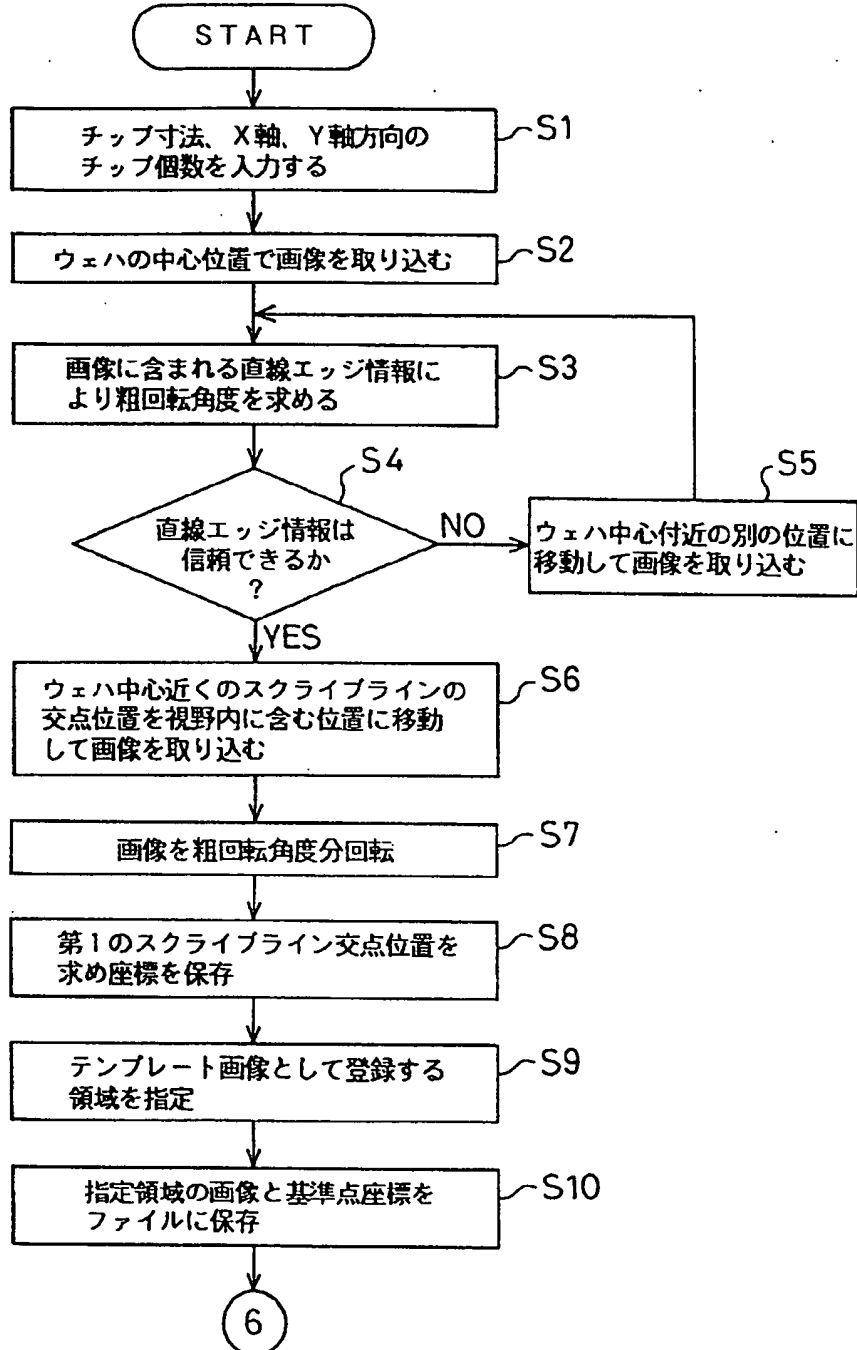 START
チップ寸法、X軸、Y軸方向の
チップ個数を入力する
S1
ウェハの中心位置で画像を取り込む
S2
画像に含まれる直線エッジ情報に
より粗回転角度を求める
S3
S4
直線エッジ情報は
信頼できるか
?
NO
S5
ウェハ中心付近の別の位置に
移動して画像を取り込む
YES
ウェハ中心近くのスクライブラインの
交点位置を視野内に含む位置に移動
して画像を取り込む
S6
画像を粗回転角度分回転
S7
第1のスクライブライン交点位置を
求め座標を保存
S8
テンプレート画像として登録する
領域を指定
S9
指定領域の画像と基準点座標を
ファイルに保存
S10
6